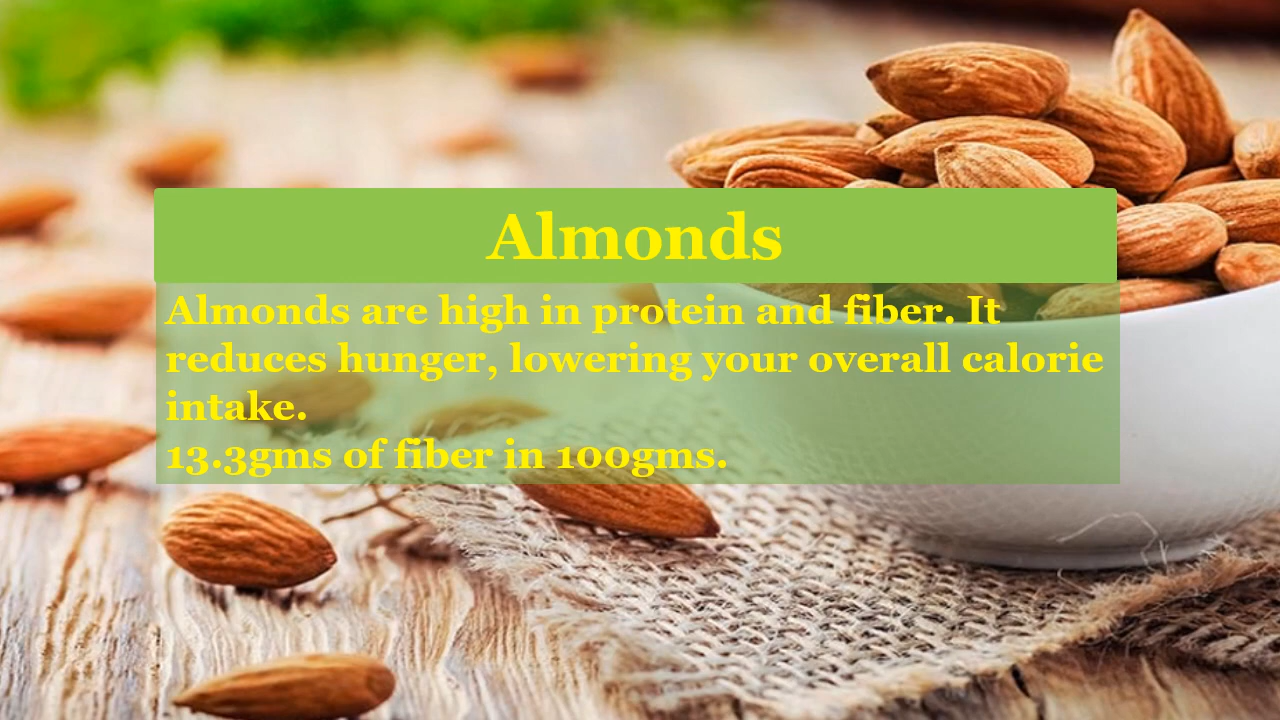 Almonds
Almonds are high in protein and fiber. It
reduces hunger, lowering your overall calorie
intake.
13.3gms of fiber in 100gms.